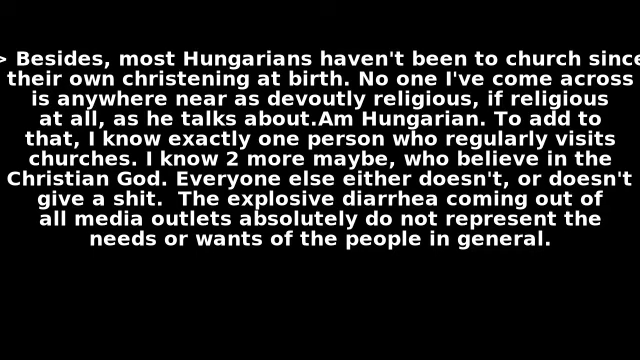 > Besides, most Hungarians haven't been to church since
their own christening at birth. No one I've come across
is anywhere near as devoutly religious, if religious
at all, as he talks about.Am Hungarian. To add to
that, I know exactly one person who regularly visits
churches. I know 2 more maybe, who believe in the
Christian God. Everyone else either doesn't, or doesn't
give a shit.  The explosive diarrhea coming out of
all media outlets absolutely do not represent the
needs or wants of the people in general.